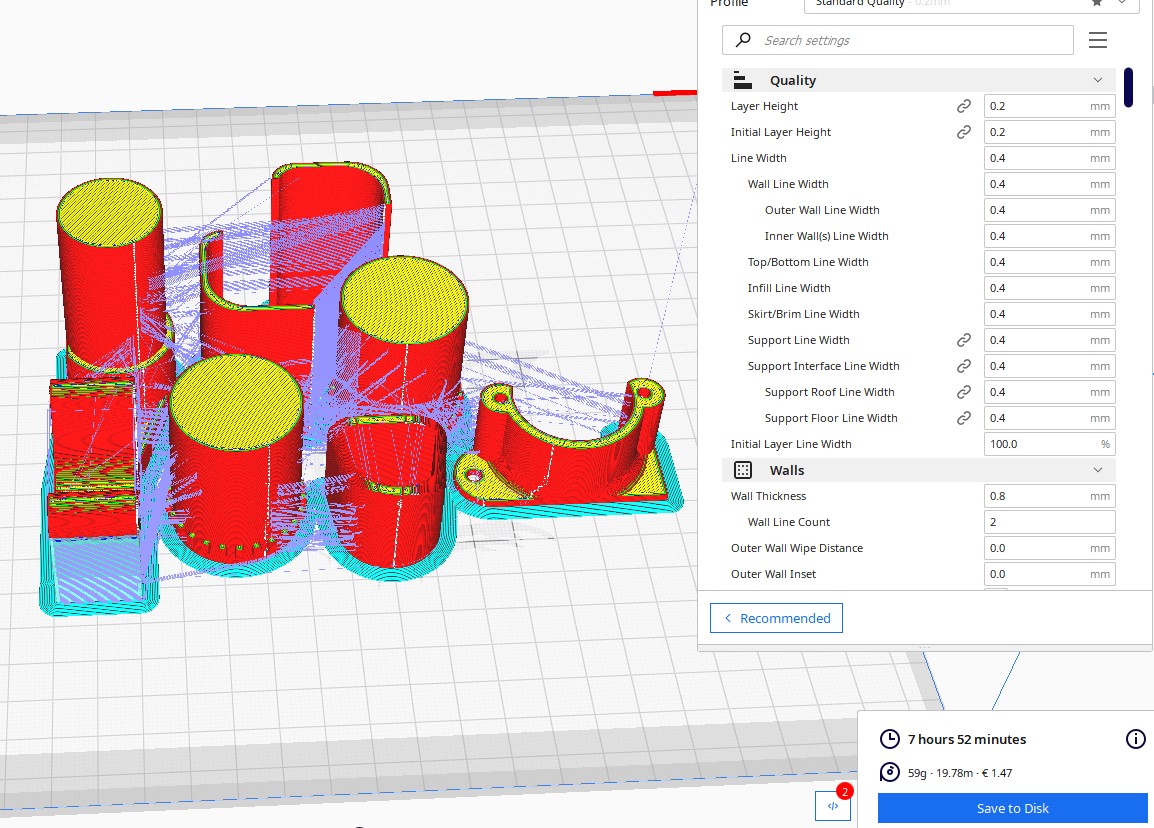 Profile
Standard Quality - 0.2mm
Search settings
Quality
Layer Height 0.2 mm
Initial Layer Height 0.2 mm
Line Width 0.4 mm
Wall Line Width 0.4 mm
Outer Wall Line Width 0.4 mm
Inner Wall(s) Line Width 0.4 mm
Top/Bottom Line Width 0.4 mm
Infill Line Width 0.4 mm
Skirt/Brim Line Width 0.4 mm
Support Line Width 0.4 mm
Support Interface Line Width 0.4 mm
Support Roof Line Width 0.4 mm
Support Floor Line Width 0.4 mm
Initial Layer Line Width 100.0 %
Walls
Wall Thickness 0.8 mm
Wall Line Count 2
Outer Wall Wipe Distance 0.0 mm
Outer Wall Inset 0.0 mm
Recommended
7 hours 52 minutes
59g · 19.78m · € 1.47
2
Save to Disk